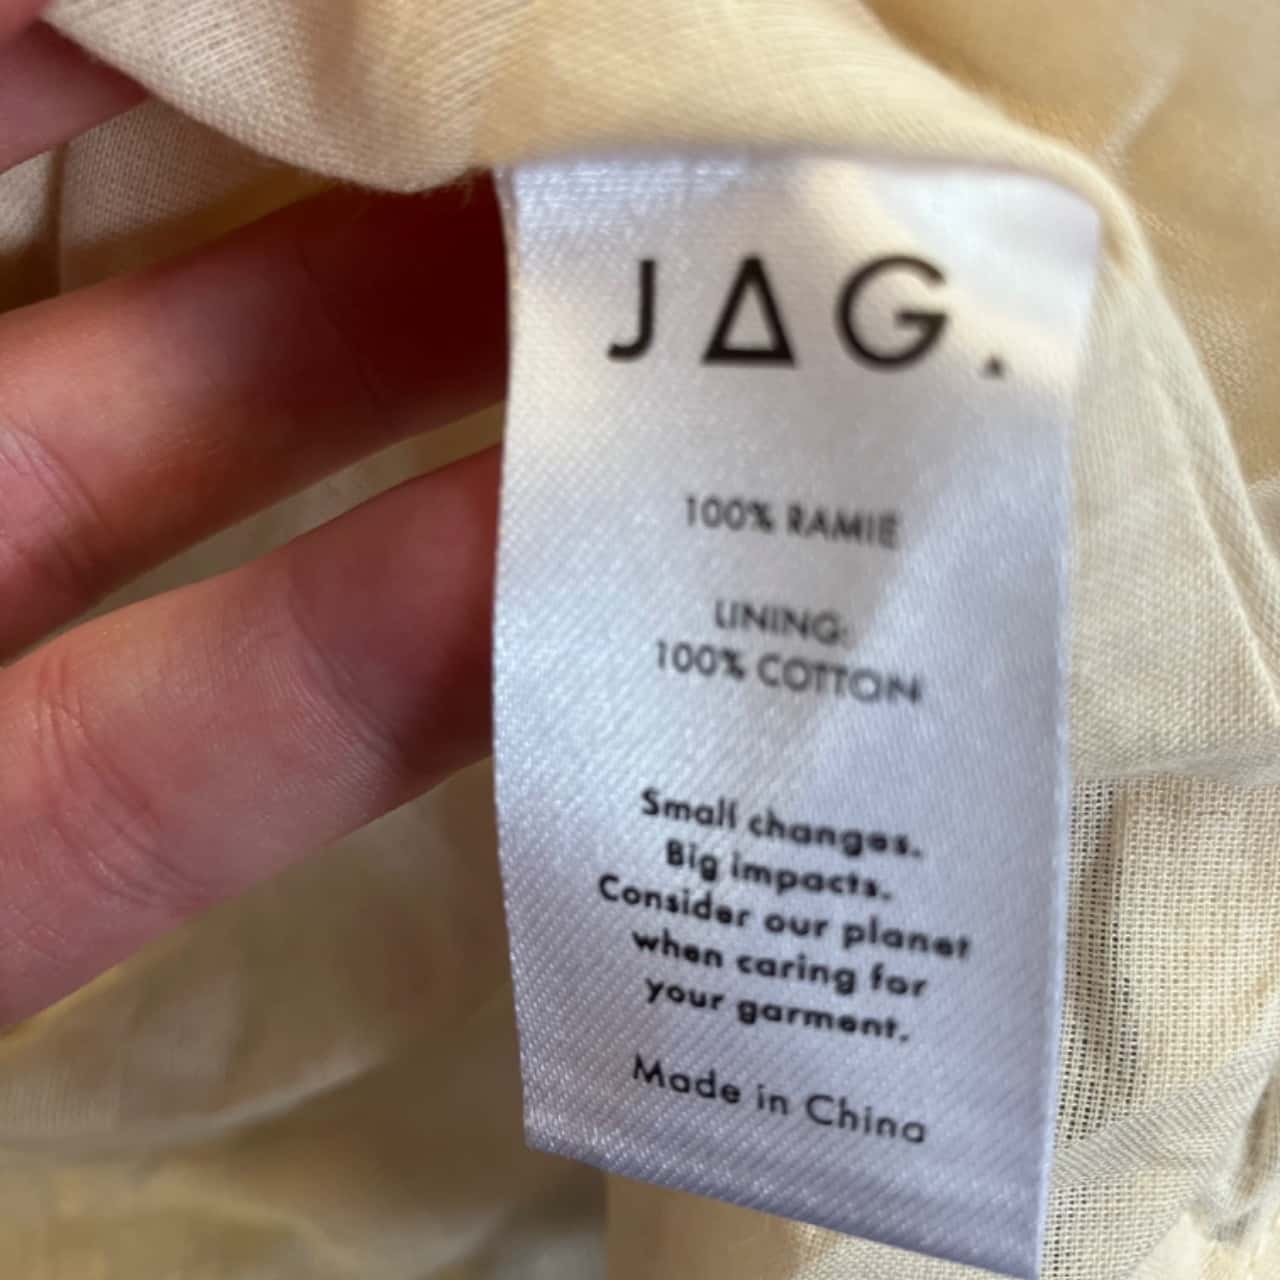 JAG.
100% RAMIE
LINING:
100% COTTON
Small changes.
Big impacts.
Consider our planet
when caring for
your garment.
Made in China